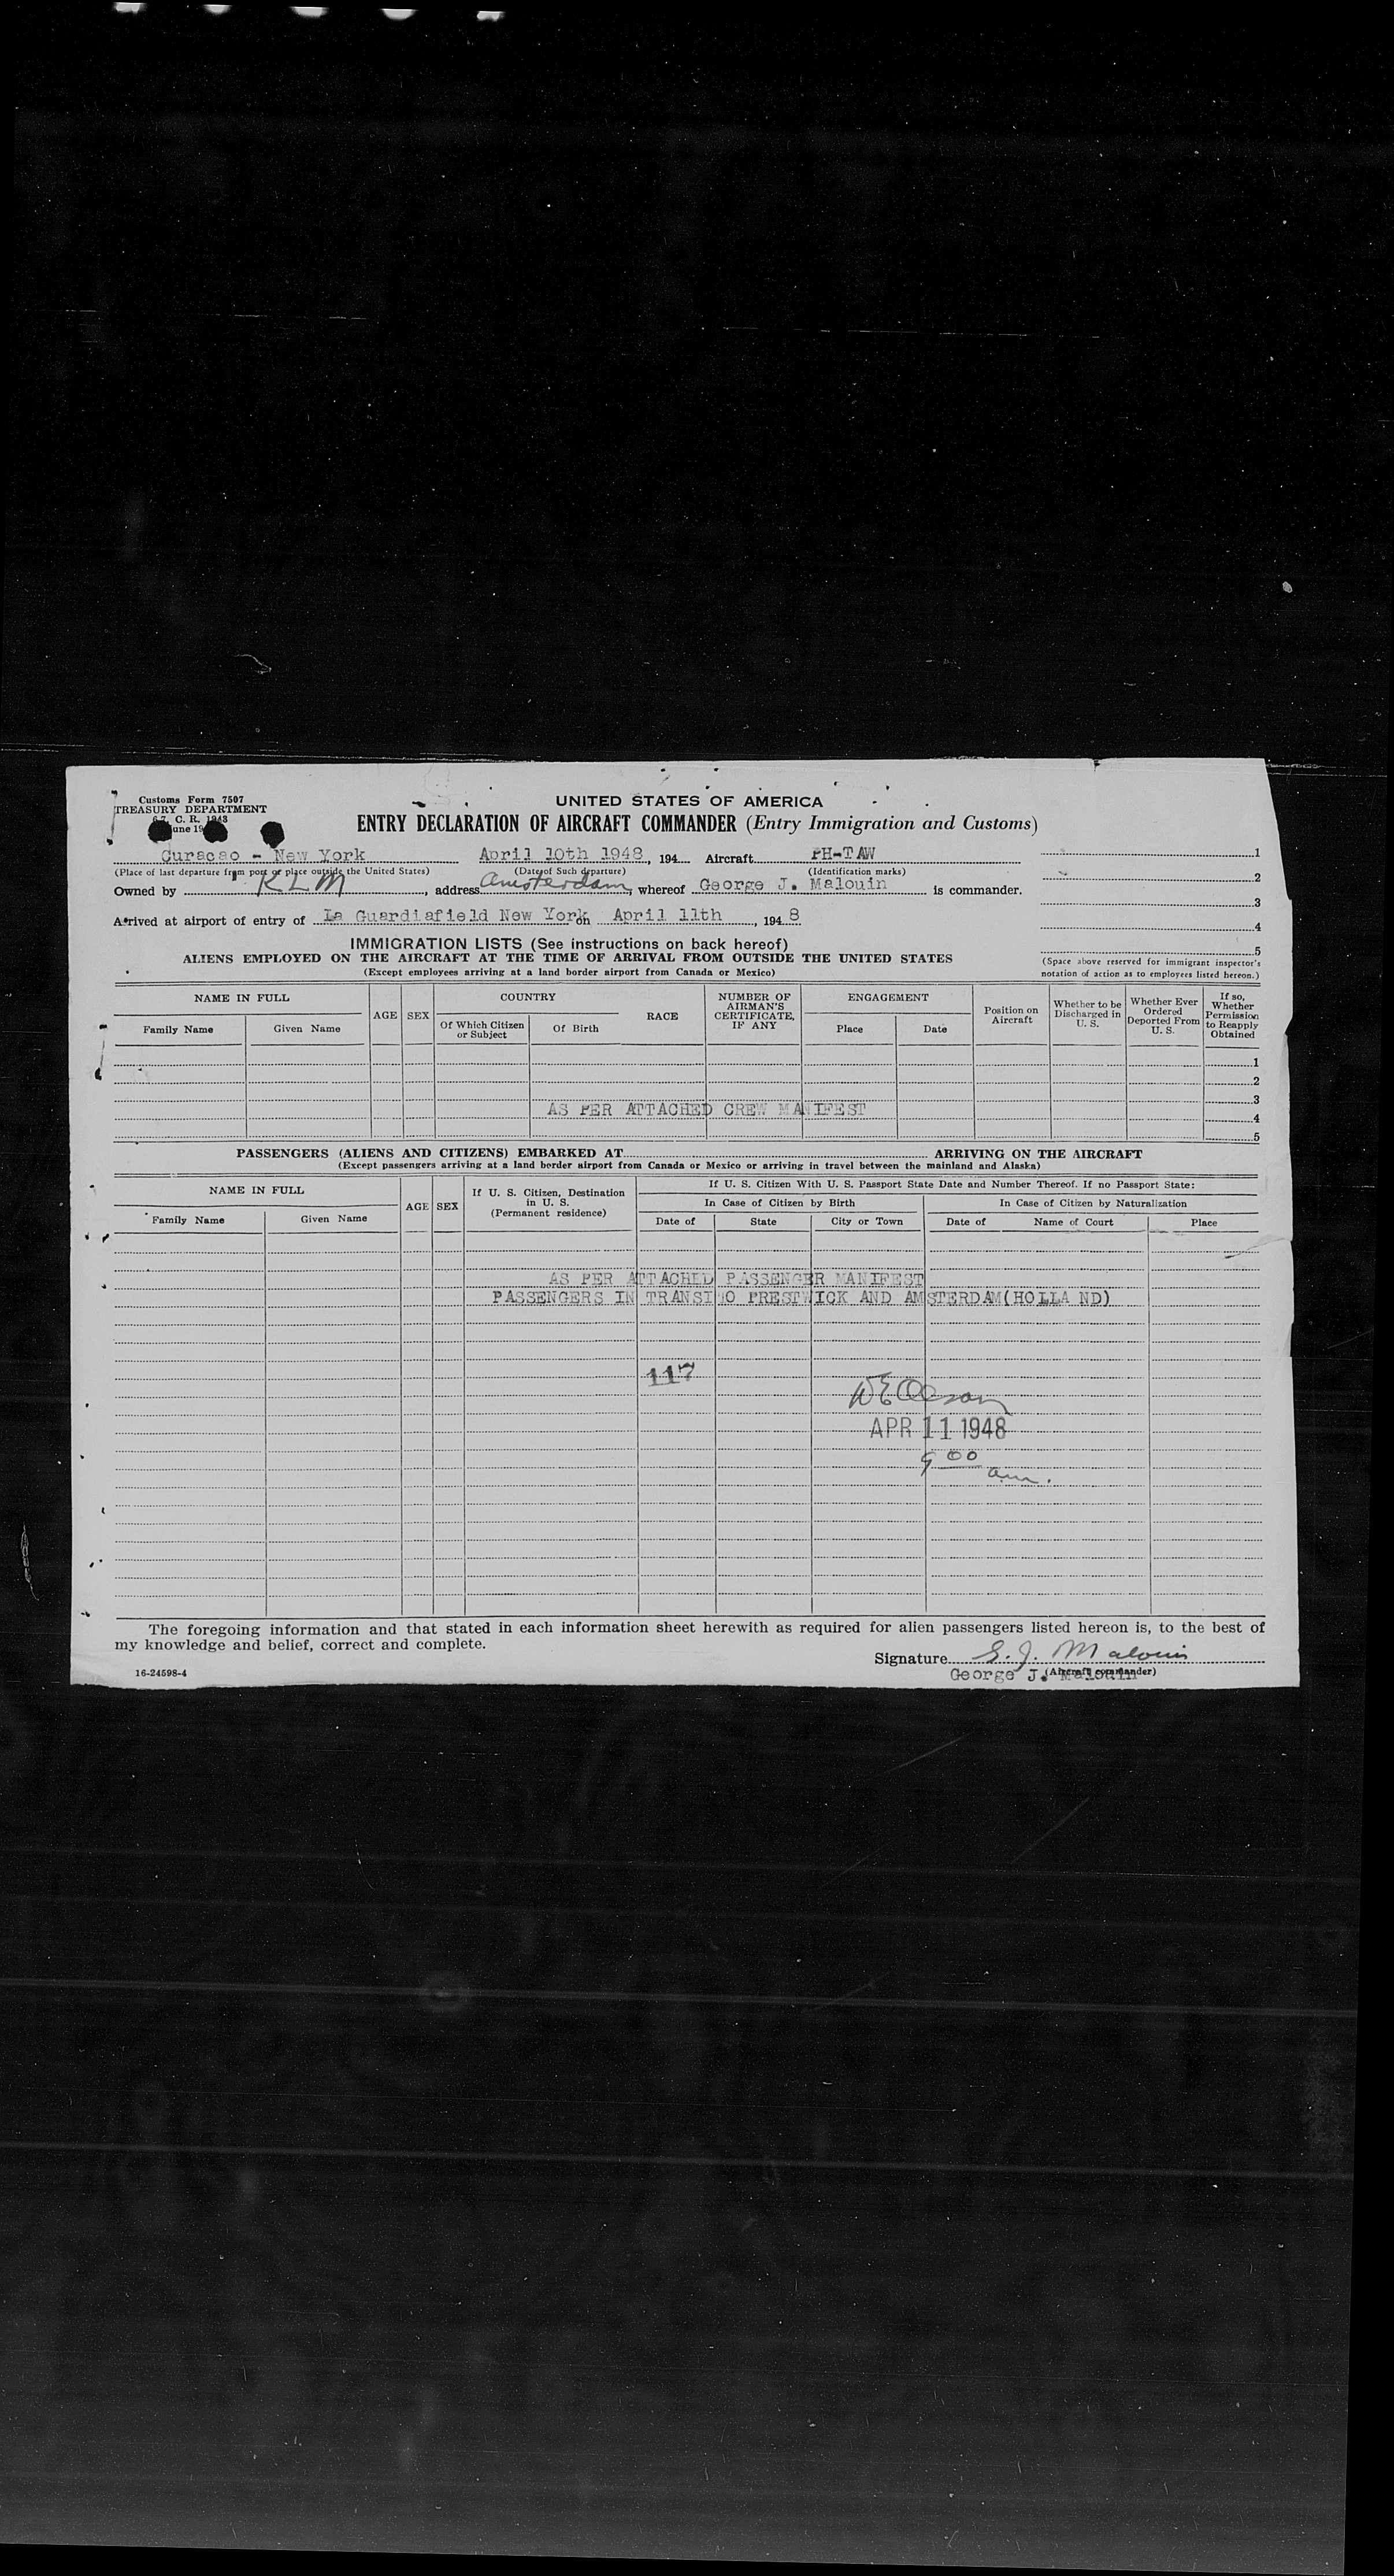 Customs Form 7507
TREASURY DEPARTMENT
C. R. 1943
UNITED STATES OF AMERICA
ENTRY DECLARATION OF AIRCRAFT COMMANDER (Entry Immigration and Customs)
Curacao - New York April 10th 1948, 194 Aircraft PH-TAW
(Place of last departure from port or place outside the United States) (Date of Such departure) (Identification marks)
Owned by KLM, address Amsterdam, whereof George J. Malouin is commander.
Arrived at airport of entry of La Guardiafield New York on April 11th, 194 8
1
2
3
4
5
(Space above reserved for immigrant inspector's
notation of action as to employees listed hereon.)
IMMIGRATION LISTS (See instructions on back hereof)
ALIENS EMPLOYED ON THE AIRCRAFT AT THE TIME OF ARRIVAL FROM OUTSIDE THE UNITED STATES
(Except employees arriving at a land border airport from Canada or Mexico)
NAME IN FULL
Family Name Given Name
AGE SEX
COUNTRY
Of Which Citizen
or Subject
Of Birth
RACE
NUMBER OF
AIRMAN'S
CERTIFICATE,
IF ANY
ENGAGEMENT
Place Date
Position on
Aircraft
Whether to be
Discharged in
U. S.
Whether Ever
Ordered
Deported From
U. S.
If so,
Whether
Permission
to Reapply
Obtained
1
2
3
AS PER ATTACHED CREW MANIFEST
4
5
PASSENGERS (ALIENS AND CITIZENS) EMBARKED AT ARRIVING ON THE AIRCRAFT
(Except passengers arriving at a land border airport from Canada or Mexico or arriving in travel between the mainland and Alaska)
NAME IN FULL
Family Name Given Name
AGE SEX
If U. S. Citizen, Destination
in U. S.
(Permanent residence)
If U. S. Citizen With U. S. Passport State Date and Number Thereof. If no Passport State:
In Case of Citizen by Birth In Case of Citizen by Naturalization
Date of State City or Town Date of Name of Court Place
AS PER ATTACHED PASSENGER MANIFEST
PASSENGERS IN TRANSI TO PRESTWICK AND AMSTERDAM(HOLLA ND)
117
APR 11 1948
9 00 am.
The foregoing information and that stated in each information sheet herewith as required for alien passengers listed hereon is, to the best of
my knowledge and belief, correct and complete.
Signature G. J. Malouin
(Aircraft commander)
George J. Malouin
16-24598-4